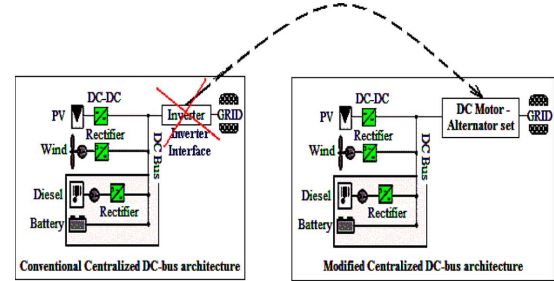 DC-DC
PV
Inverter
GRID
Rectifier
Inverter
Interface
Wind
DC Bus
Diesel
Rectifier
Battery
Conventional Centralized DC-bus architecture
DC-DC
PV
DC Motor -
Alternator set
GRID
Rectifier
Wind
DC Bus
Diesel
Rectifier
Battery
Modified Centralized DC-bus architecture